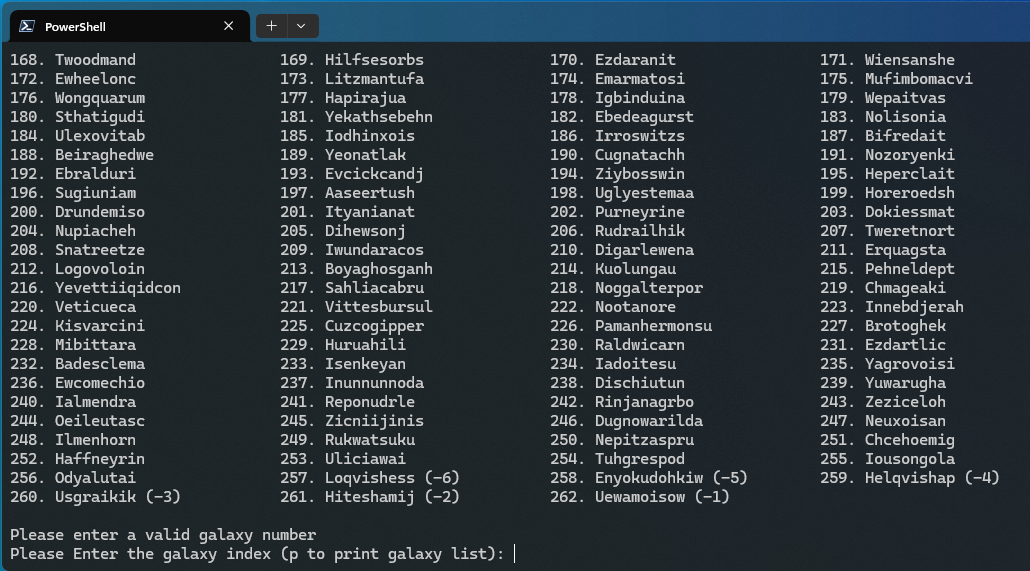 PowerShell
168. Twoodmand 169. Hilfsesorbs 170. Ezdaranit 171. Wiensanshe
172. Ewheelonc 173. Litzmantufa 174. Emarmatosi 175. Mufimbomacvi
176. Wongquarum 177. Hapirajua 178. Igbinduina 179. Wepaitvas
180. Sthatigudi 181. Yekathsebehn 182. Ebedeagurst 183. Nolisonia
184. Ulexovitab 185. Iodhinxois 186. Irroswitzs 187. Bifredait
188. Beiraghedwe 189. Yeonatlak 190. Cugnatachh 191. Nozoryenki
192. Ebralduri 193. Evcickcandj 194. Ziybosswin 195. Heperclait
196. Sugiuniam 197. Aaseertush 198. Uglyestemaa 199. Horeroedsh
200. Drundemiso 201. Ityanianat 202. Purneyrine 203. Dokiessmat
204. Nupiacheh 205. Dihewsonj 206. Rudrailhik 207. Tweretnort
208. Snatreetze 209. Iwundaracos 210. Digarlewena 211. Erquagsta
212. Logovoloin 213. Boyaghosganh 214. Kuolungau 215. Pehneldept
216. Yevettiiqidcon 217. Sahliacabru 218. Noggalterpor 219. Chmageaki
220. Veticueca 221. Vittesbursul 222. Nootanore 223. Innebdjerah
224. Kisvarcini 225. Cuzcogipper 226. Pamanhermonsu 227. Brotoghek
228. Mibittara 229. Huruahili 230. Raldwicarn 231. Ezdartlic
232. Badesclema 233. Isenkeyan 234. Iadoitesu 235. Yagrovoisi
236. Ewcomechio 237. Inunnunnoda 238. Dischiutun 239. Yuwarugha
240. Ialmendra 241. Reponudrle 242. Rinjanagrbo 243. Zeziceloh
244. Oeileutasc 245. Zicniijinis 246. Dugnowarilda 247. Neuxoisan
248. Ilmenhorn 249. Rukwatsuku 250. Nepitzaspru 251. Chcehoemig
252. Haffneyrin 253. Uliciawai 254. Tuhgrespod 255. Iousongola
256. Odyalutai 257. Loqvishess (-6) 258. Enyokudohkiw (-5) 259. Helqvishap (-4)
260. Usgraikik (-3) 261. Hiteshamij (-2) 262. Uewamoisow (-1)
Please enter a valid galaxy number
Please Enter the galaxy index (p to print galaxy list):